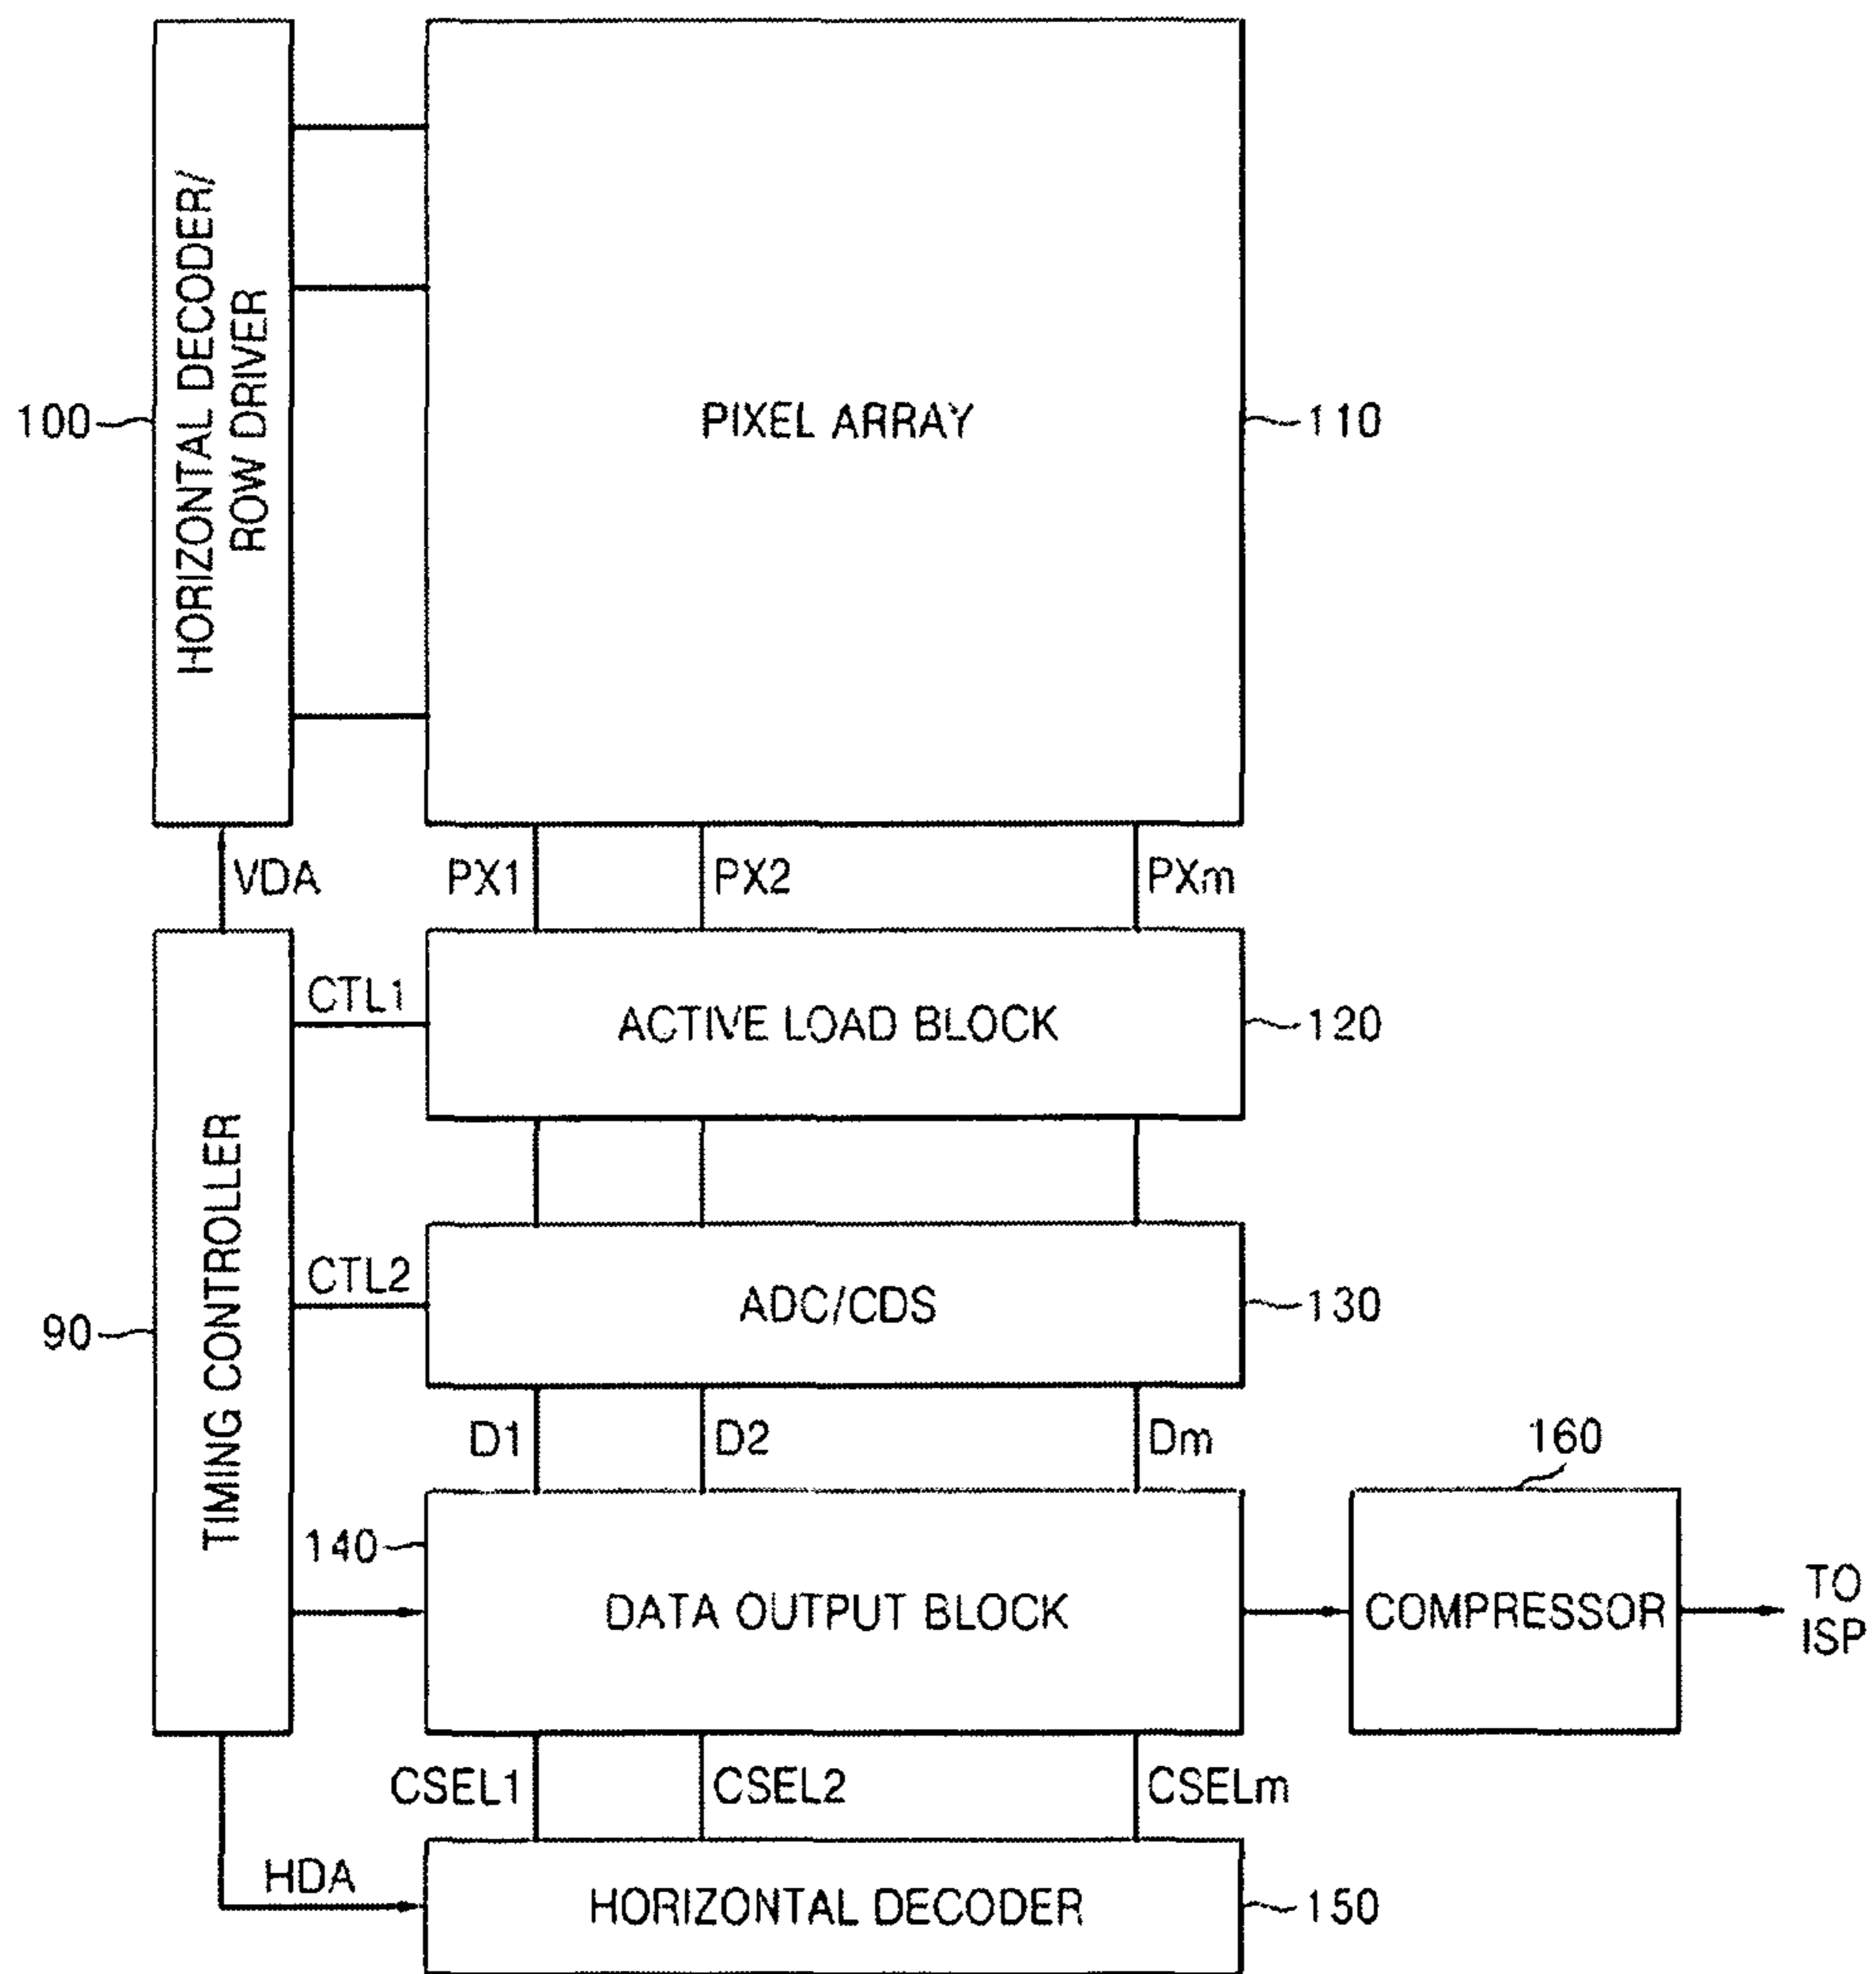 HORIZONTAL DECODER/
ROW DRIVER
100
PIXEL ARRAY
110
VDA
PX1
PX2
PXm
CTL1
ACTIVE LOAD BLOCK
120
TIMING CONTROLLER
90
CTL2
ADC/CDS
130
D1
D2
Dm
160
140
DATA OUTPUT BLOCK
COMPRESSOR
TO
ISP
CSEL1
CSEL2
CSELm
HDA
HORIZONTAL DECODER
150